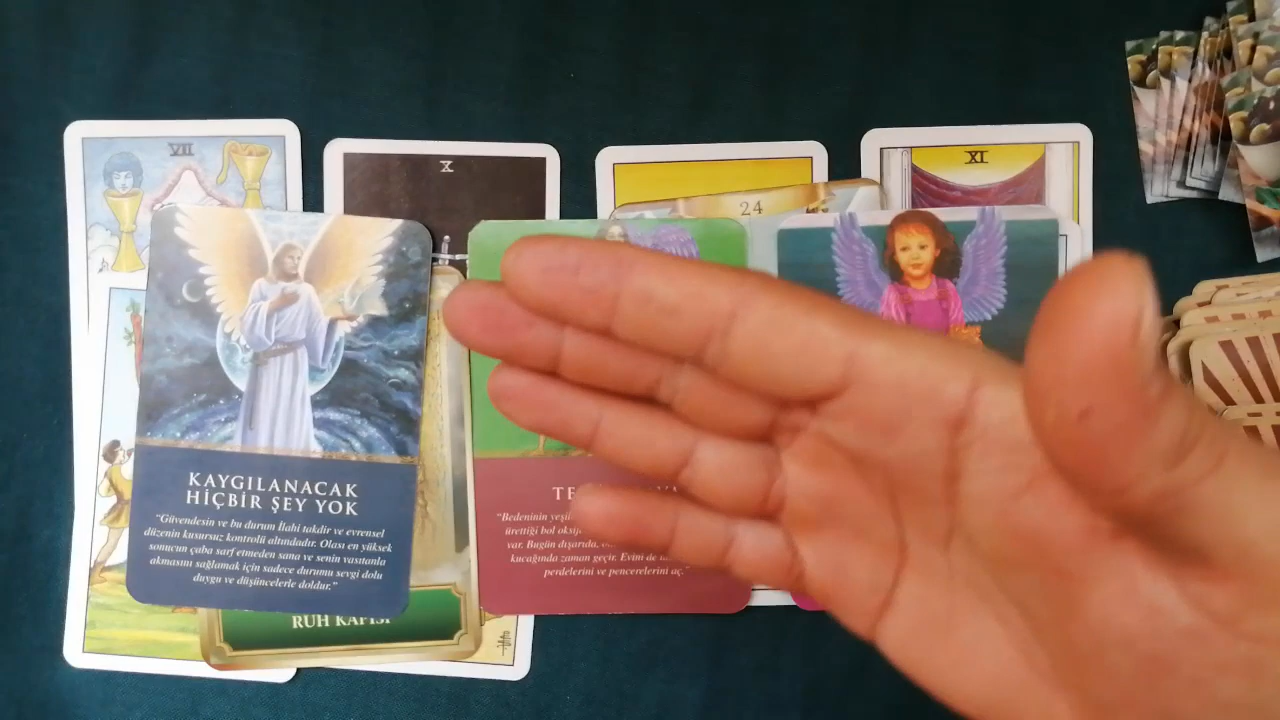 VII
X
XI
24
KAYGILANACAK
HİÇBİR ŞEY YOK
“Güvendesin ve bu durum İlahi takdir ve evrensel
düzenin kusursuz kontrolü altındadır. Olası en yüksek
sonucun çaba sarf etmeden sana ve senin vasıtanla
akmasını sağlamak için sadece durumu sevgi dolu
duygu ve düşüncelerle doldur.”
RUH KAPISI
“Bedeninin
ürettiği bol
var. Bugün dışarıda,
kucağında zaman geçir. Evini de
perdelerini ve pencerelerini aç.”